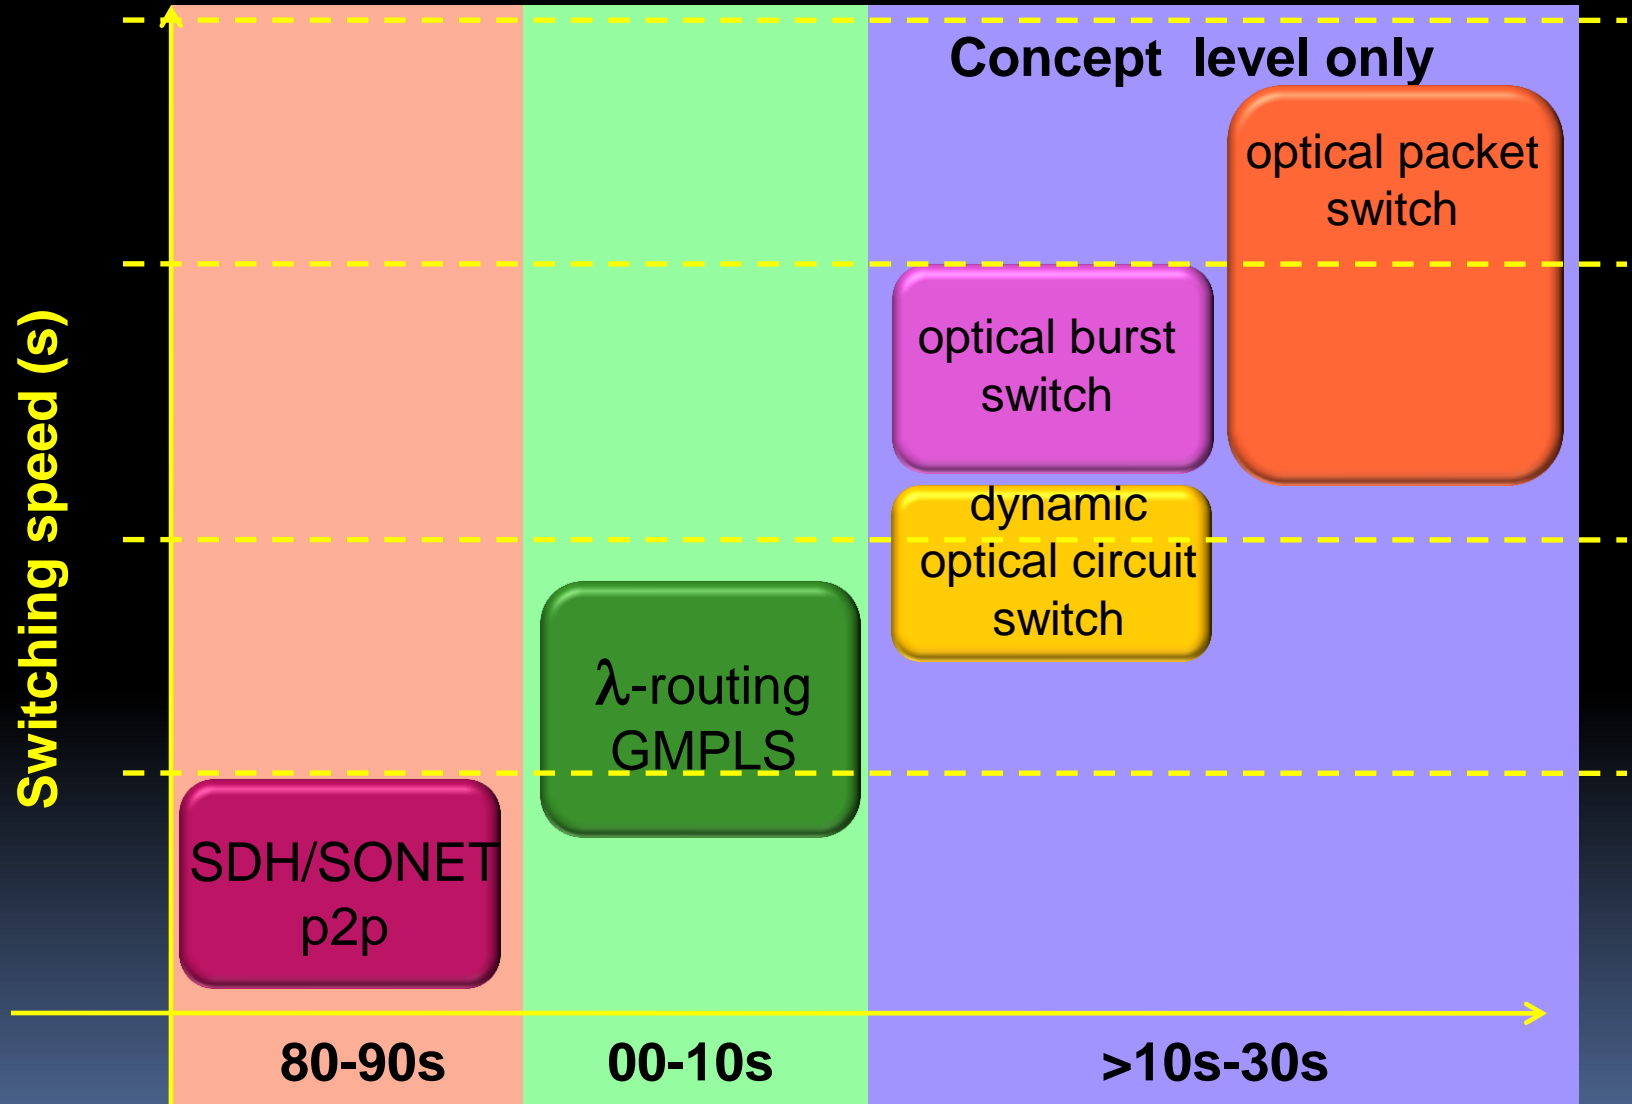 Concept level only
optical packet
switch
optical burst
switch
dynamic
optical circuit
switch
λ-routing
GMPLS
SDH/SONET
p2p
Switching speed (s)
80-90s
00-10s
>10s-30s